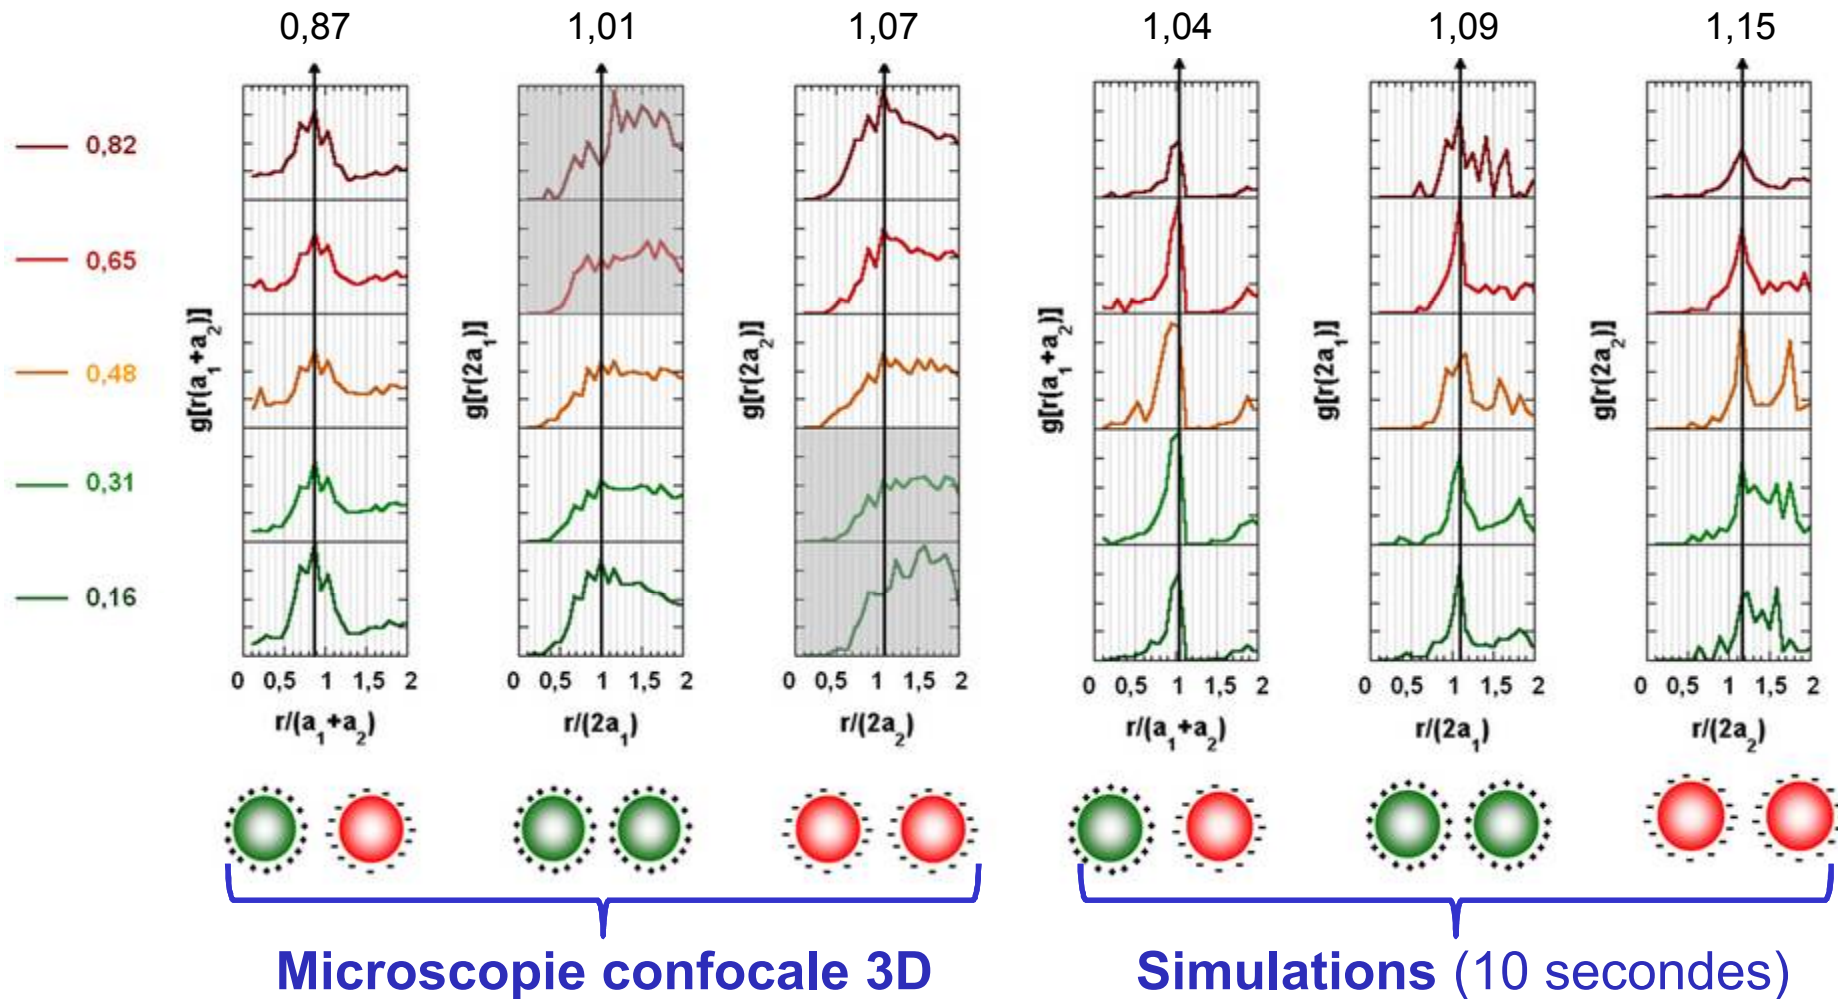 0,87 1,01 1,07 1,04 1,09 1,15
0,82
0,65
0,48
0,31
0,16
g[r(a1+a2)] g[r(2a1)] g[r(2a2)] g[r(a1+a2)] g[r(2a1)] g[r(2a2)]
0 0,5 1 1,5 2 0 0,5 1 1,5 2 0 0,5 1 1,5 2 0 0,5 1 1,5 2 0 0,5 1 1,5 2 0 0,5 1 1,5 2
r/(a1+a2) r/(2a1) r/(2a2) r/(a1+a2) r/(2a1) r/(2a2)
Microscopie confocale 3D Simulations (10 secondes)